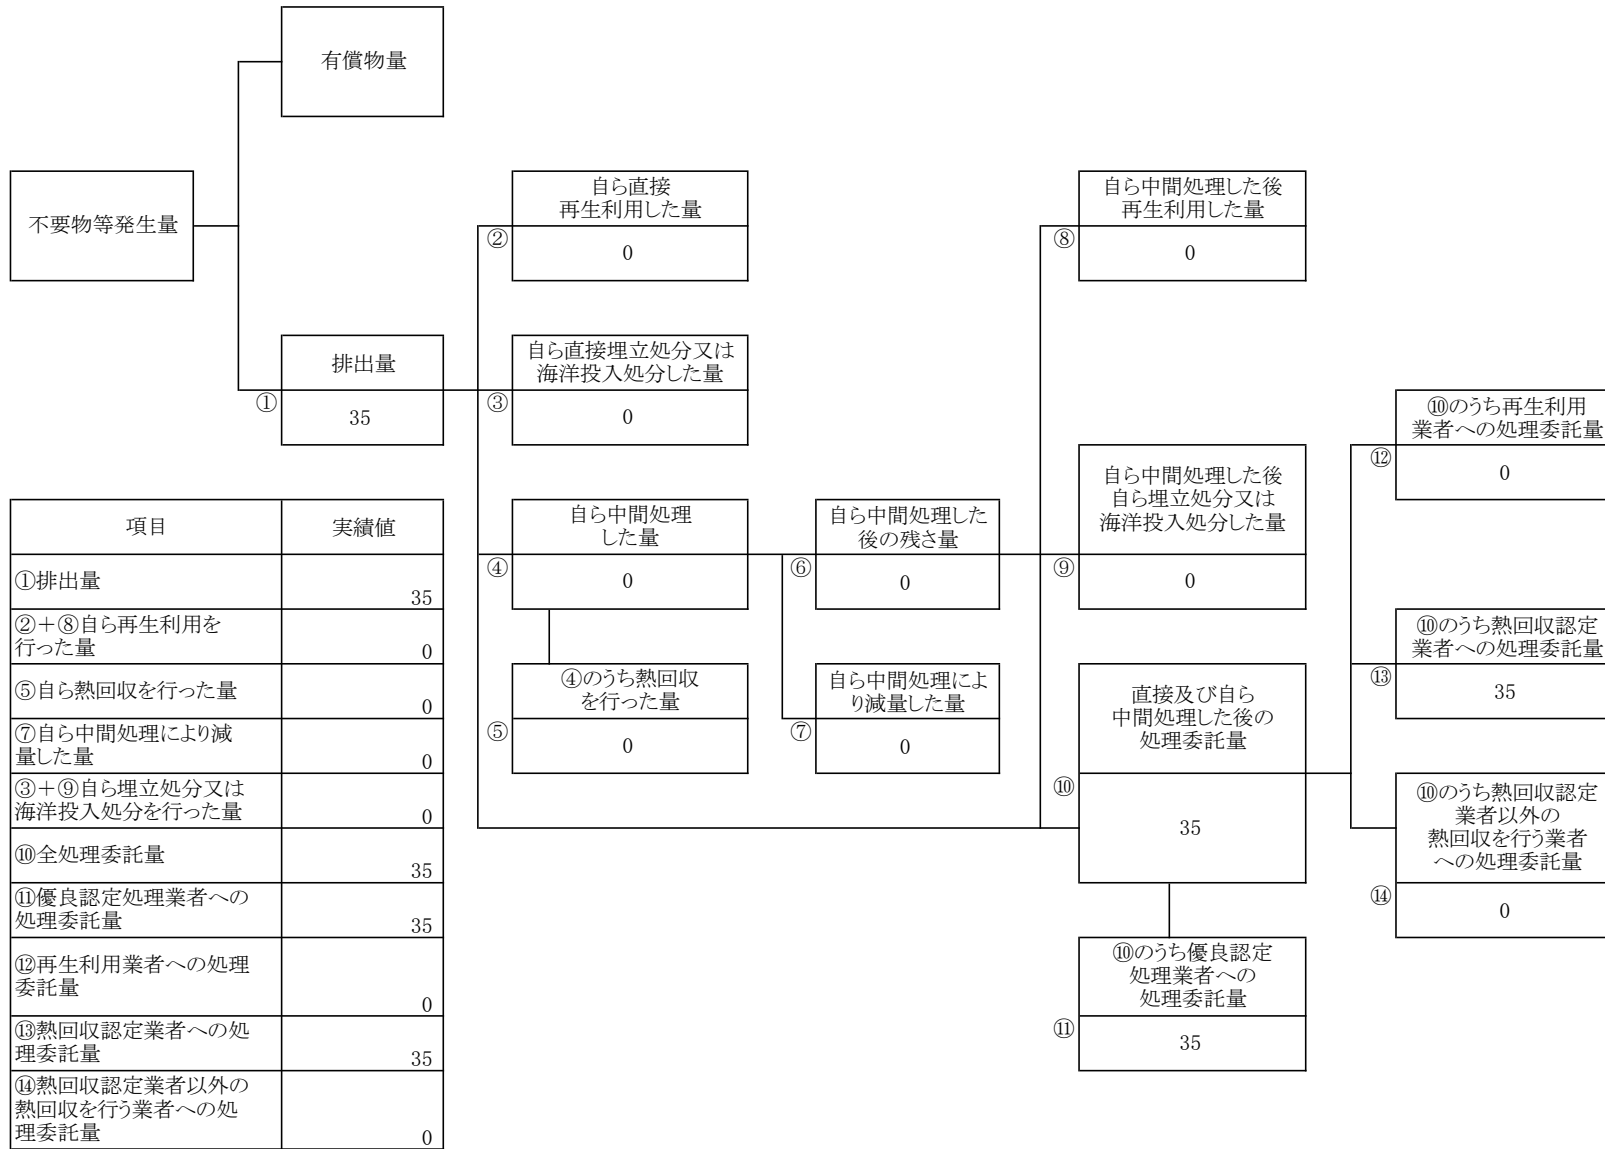 有償物量
不要物等発生量
自ら直接
再生利用した量
②
0
自ら中間処理した後
再生利用した量
⑧
0
排出量
①
35
自ら直接埋立処分又は
海洋投入処分した量
③
0
⑩のうち再生利用
業者への処理委託量
⑫
0
自ら中間処理
した量
④
0
自ら中間処理した
後の残さ量
⑥
0
自ら中間処理した後
自ら埋立処分又は
海洋投入処分した量
⑨
0
⑩のうち熱回収認定
業者への処理委託量
⑬
35
④のうち熱回収
を行った量
⑤
0
自ら中間処理によ
り減量した量
⑦
0
直接及び自ら
中間処理した後の
処理委託量
⑩
35
⑩のうち熱回収認定
業者以外の
熱回収を行う業者
への処理委託量
⑭
0
⑩のうち優良認定
処理業者への
処理委託量
⑪
35
項目 実績値
①排出量
35
②＋⑧自ら再生利用を
行った量
0
⑤自ら熱回収を行った量
0
⑦自ら中間処理により減
量した量
0
③＋⑨自ら埋立処分又は
海洋投入処分を行った量
0
⑩全処理委託量
35
⑪優良認定処理業者への
処理委託量
35
⑫再生利用業者への処理
委託量
0
⑬熱回収認定業者への処
理委託量
35
⑭熱回収認定業者以外の
熱回収を行う業者への処
理委託量
0